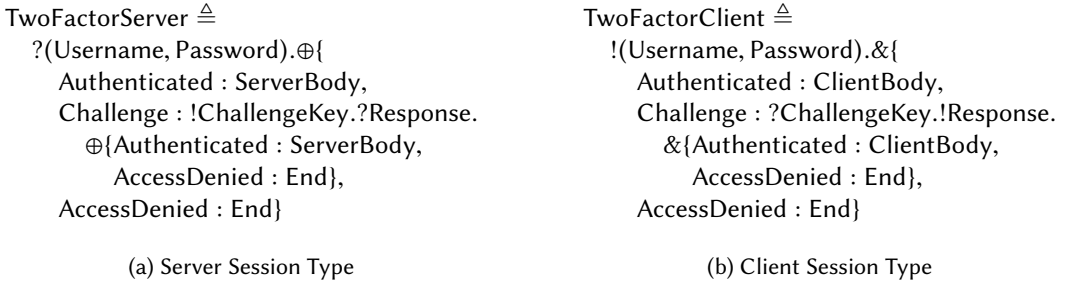 TwoFactorServer ≜
?(Username, Password).⊕{
Authenticated : ServerBody,
Challenge : !ChallengeKey.?Response.
⊕{Authenticated : ServerBody,
AccessDenied : End},
AccessDenied : End}
(a) Server Session Type
TwoFactorClient ≜
!(Username, Password).&{
Authenticated : ClientBody,
Challenge : ?ChallengeKey.!Response.
&{Authenticated : ClientBody,
AccessDenied : End},
AccessDenied : End}
(b) Client Session Type